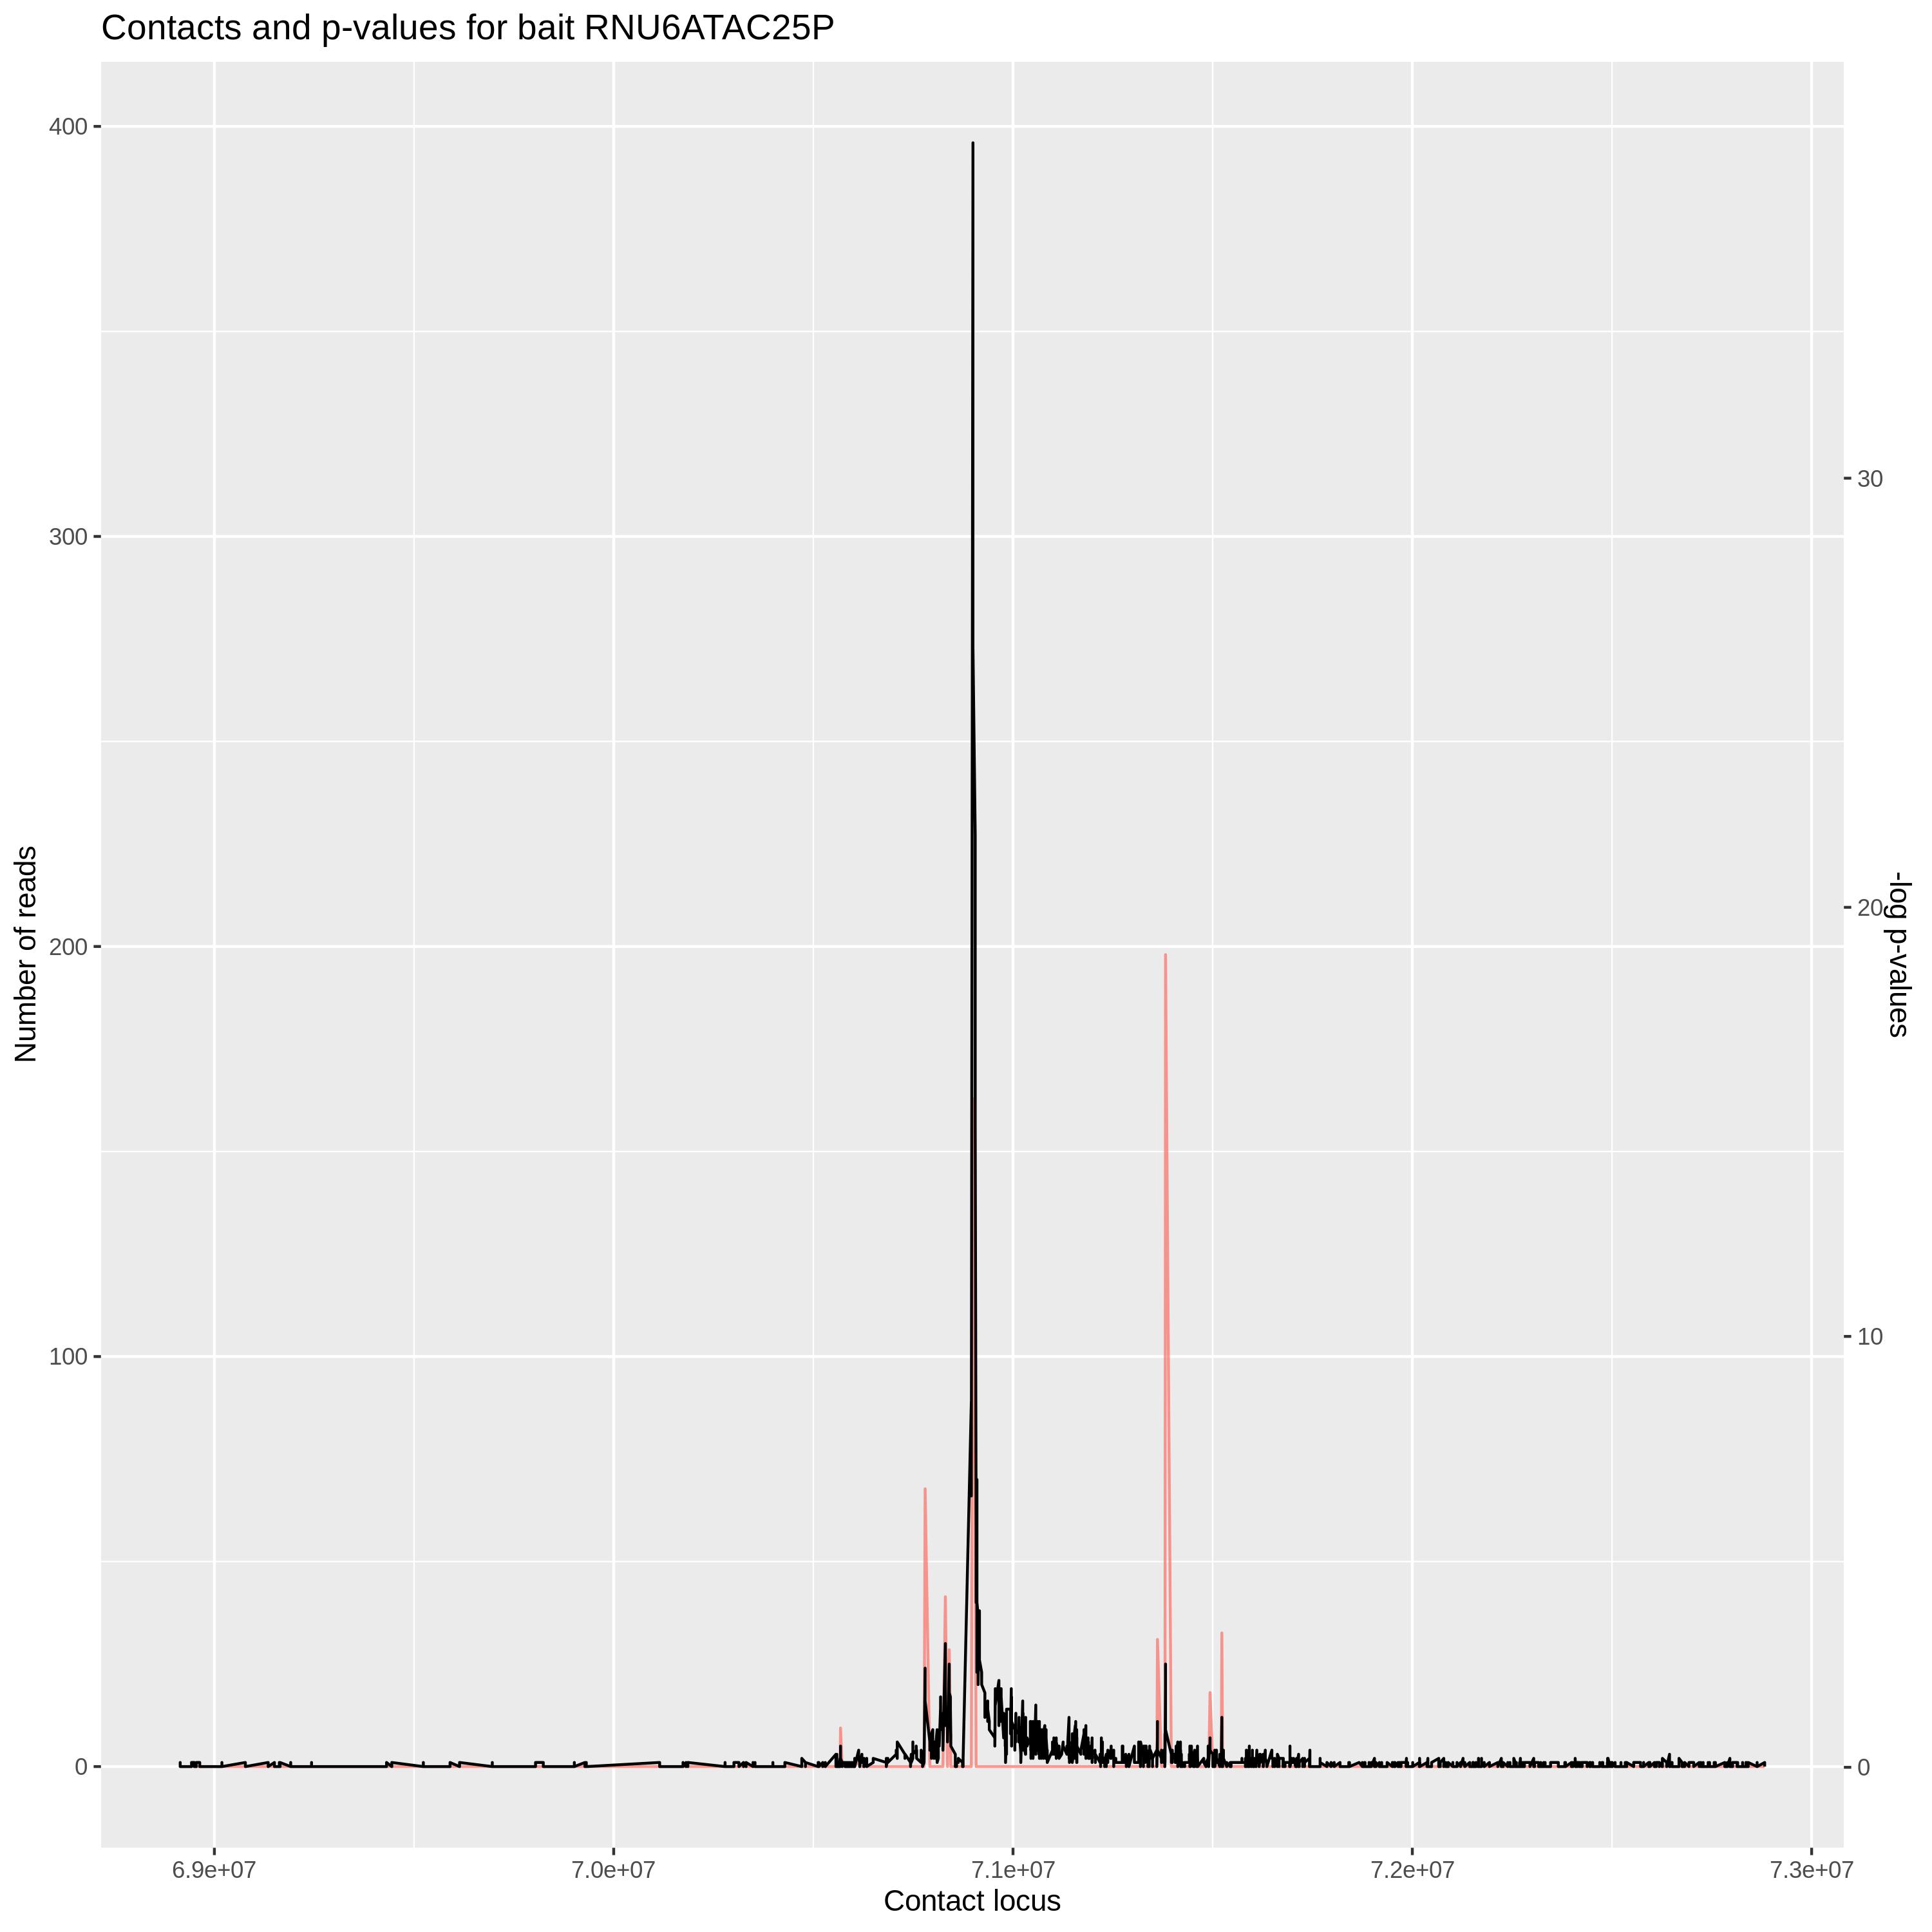 Contacts and p-values for bait RNU6ATAC25P
400
300
200
100
0
Number of reads
30
20
10
0
-log p-values
6.9e+07
7.0e+07
7.1e+07
7.2e+07
7.3e+07
Contact locus